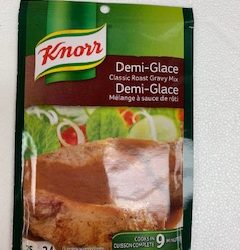 Knorr
Demi-Glace
Classic Roast Gravy Mix
Demi-Glace
Mélange à sauce de rôti
COOKS IN
CUISSON COMPLÈTE
9